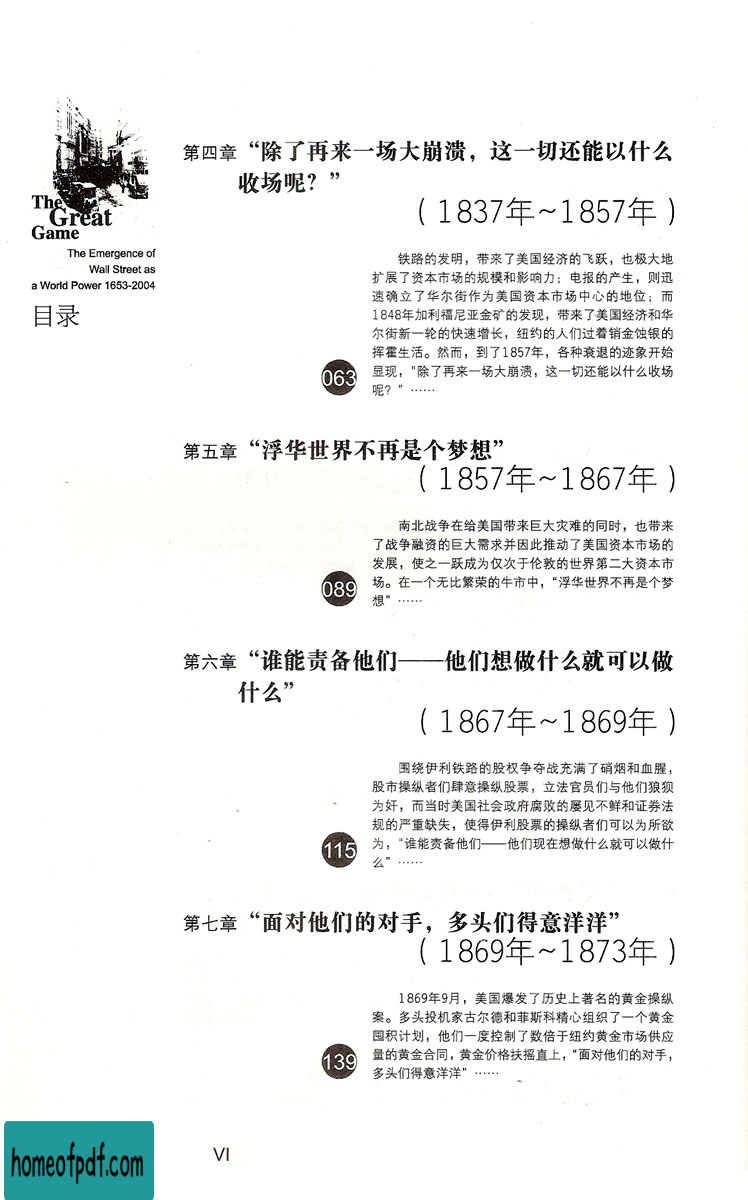 The
Great
Game
The Emergence of
Wall Street as
a World Power 1653-2004
目录
第四章 “除了再来一场大崩溃，这一切还能以什么
收场呢？”
(1837年~1857年)
铁路的发明，带来了美国经济的飞跃，也极大地
扩展了资本市场的规模和影响力；电报的产生，则迅
速确立了华尔街作为美国资本市场中心的地位；而
1848年加利福尼亚金矿的发现，带来了美国经济和华
尔街新一轮的快速增长，纽约的人们过着销金蚀银的
挥霍生活。然而，到了1857年，各种衰退的迹象开始
显现，“除了再来一场大崩溃，这一切还能以什么收场
呢？”……
063
第五章 “浮华世界不再是个梦想”
(1857年~1867年)
南北战争在给美国带来巨大灾难的同时，也带来
了战争融资的巨大需求并因此推动了美国资本市场的
发展，使之一跃成为仅次于伦敦的世界第二大资本市
场。在一个无比繁荣的牛市中，“浮华世界不再是个梦
想”……
089
第六章 “谁能责备他们——他们想做什么就可以做
什么”
(1867年~1869年)
围绕伊利铁路的股权争夺战充满了硝烟和血腥，
股市操纵者们肆意操纵股票，立法官员们与他们狼狈
为奸，而当时美国社会政府腐败的屡见不鲜和证券法
规的严重缺失，使得伊利股票的操纵者们可以为所欲
为，“谁能责备他们——他们现在想做什么就可以做什
么”……
115
第七章 “面对他们的对手，多头们得意洋洋”
(1869年~1873年)
1869年9月，美国爆发了历史上著名的黄金操纵
案。多头投机家古尔德和菲斯科精心组织了一个黄金
囤积计划，他们一度控制了数倍于纽约黄金市场供应
量的黄金合同，黄金价格扶摇直上，“面对他们的对手，
多头们得意洋洋”……
139
VI
homeofpdf.com